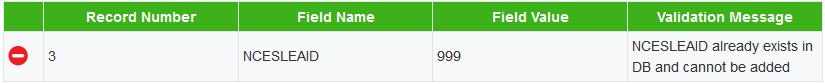 Record Number Field Name Field Value Validation Message
3 NCESLEAID 999 NCESLEAID already exists in
DB and cannot be added